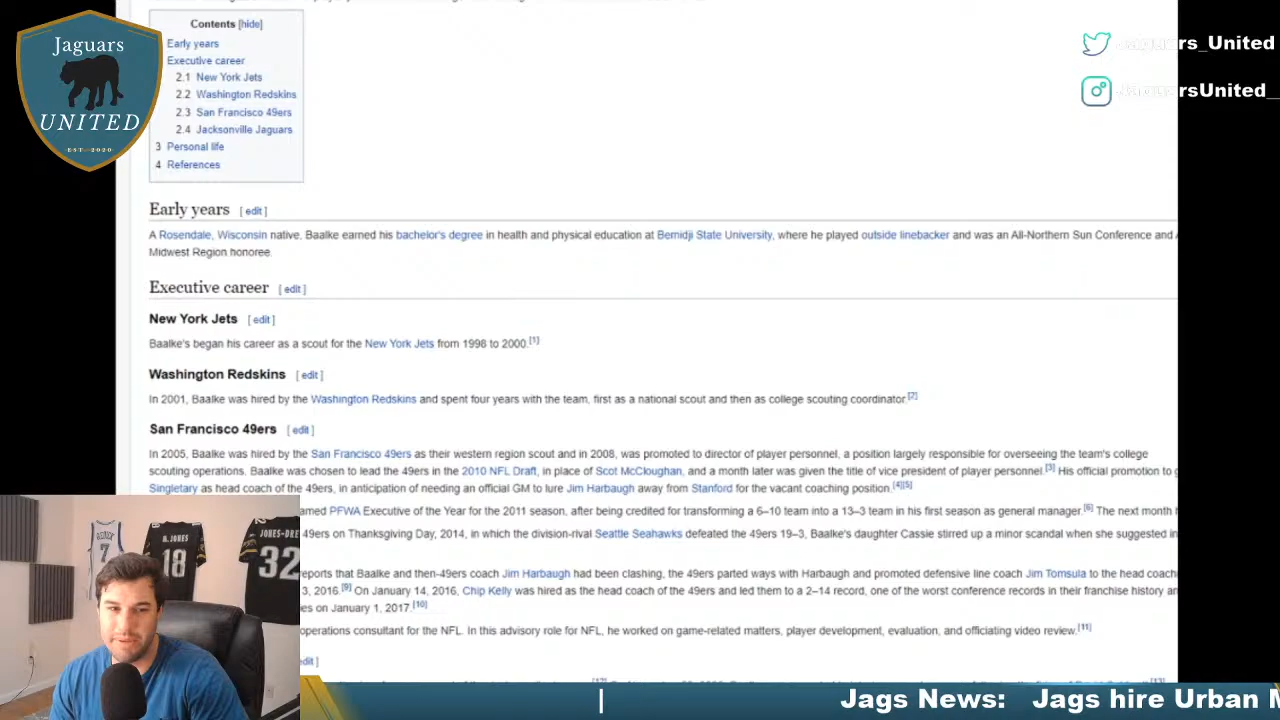 Jaguars
UNITED
EST 2020
Contents [hide]
Early years
Executive career
2.1 New York Jets
2.2 Washington Redskins
2.3 San Francisco 49ers
2.4 Jacksonville Jaguars
3 Personal life
4 References
rs_United
rsUnited_
Early years [ edit ]
A Rosendale, Wisconsin native, Baalke earned his bachelor's degree in health and physical education at Bemidji State University, where he played outside linebacker and was an All-Northern Sun Conference and
Midwest Region honoree.
Executive career [ edit ]
New York Jets [ edit ]
Baalke's began his career as a scout for the New York Jets from 1998 to 2000.[1]
Washington Redskins [ edit ]
In 2001, Baalke was hired by the Washington Redskins and spent four years with the team, first as a national scout and then as college scouting coordinator.[2]
San Francisco 49ers [ edit ]
In 2005, Baalke was hired by the San Francisco 49ers as their western region scout and in 2008, was promoted to director of player personnel, a position largely responsible for overseeing the team's college
scouting operations. Baalke was chosen to lead the 49ers in the 2010 NFL Draft, in place of Scot McCloughan, and a month later was given the title of vice president of player personnel.[3] His official promotion to
Singletary as head coach of the 49ers, in anticipation of needing an official GM to lure Jim Harbaugh away from Stanford for the vacant coaching position.[4][5]
amed PFWA Executive of the Year for the 2011 season, after being credited for transforming a 6–10 team into a 13–3 team in his first season as general manager.[6] The next month
49ers on Thanksgiving Day, 2014, in which the division-rival Seattle Seahawks defeated the 49ers 19–3, Baalke's daughter Cassie stirred up a minor scandal when she suggested in
eports that Baalke and then-49ers coach Jim Harbaugh had been clashing, the 49ers parted ways with Harbaugh and promoted defensive line coach Jim Tomsula to the head coachi
3, 2016.[9] On January 14, 2016, Chip Kelly was hired as the head coach of the 49ers and led them to a 2–14 record, one of the worst conference records in their franchise history an
es on January 1, 2017.[10]
operations consultant for the NFL. In this advisory role for NFL, he worked on game-related matters, player development, evaluation, and officiating video review.[11]
edit ]
7
18
JONES-DRE
32
| Jags News: Jags hire Urban M